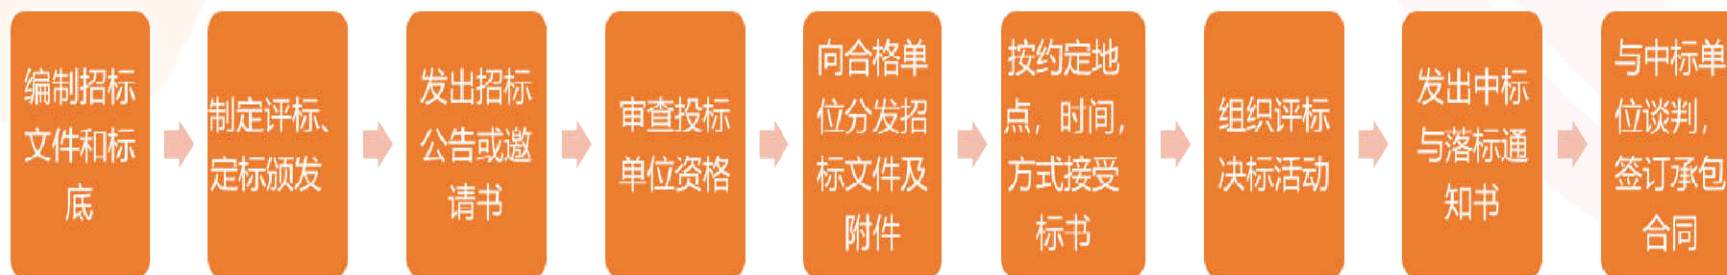 编制招标
文件和标
底
制定评标、
定标颁发
发出招标
公告或邀
请书
审查投标
单位资格
向合格单
位分发招
标文件及
附件
按约定地
点，时间，
方式接受
标书
组织评标
决标活动
发出中标
与落标通
知书
与中标单
位谈判，
签订承包
合同